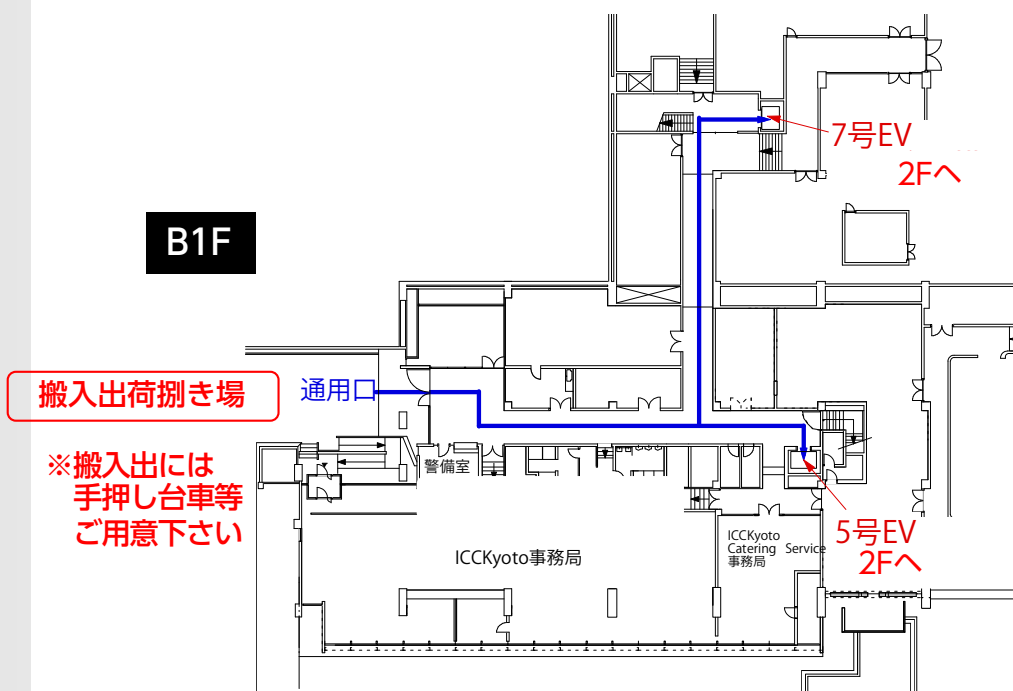 7号EV
2Fへ
B1F
搬入出荷捌き場
通用口
※搬入出には
手押し台車等
ご用意下さい
警備室
ICCKyoto事務局
ICCKyoto
Catering Service
事務局
5号EV
2Fへ